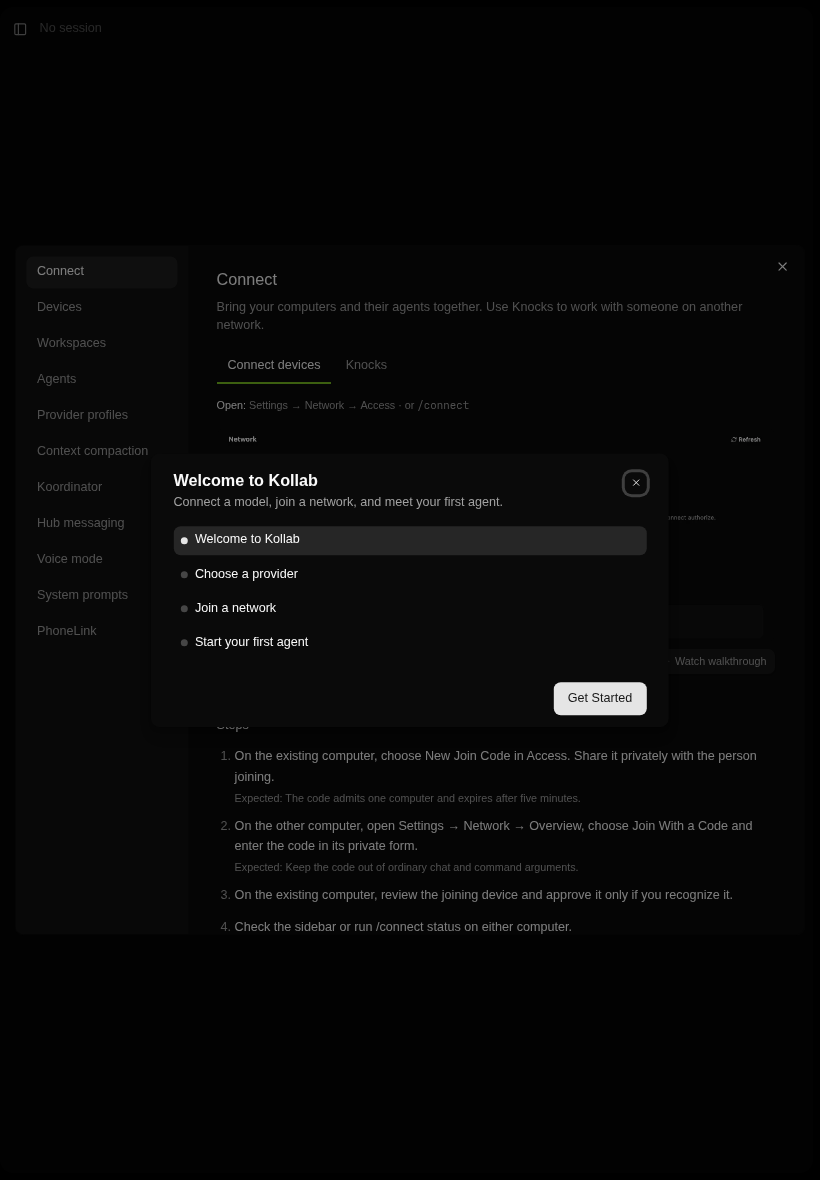 No session
Connect
Devices
Workspaces
Agents
Provider profiles
Context compaction
Koordinator
Hub messaging
Voice mode
System prompts
PhoneLink
Connect
Bring your computers and their agents together. Use Knocks to work with someone on another
network.
Connect devices
Knocks
Open: Settings → Network → Access · or /connect
Network
Refresh
connect authorize.
Welcome to Kollab
Connect a model, join a network, and meet your first agent.
Welcome to Kollab
Choose a provider
Join a network
Start your first agent
Get Started
Watch walkthrough
Steps
1. On the existing computer, choose New Join Code in Access. Share it privately with the person
joining.
Expected: The code admits one computer and expires after five minutes.
2. On the other computer, open Settings → Network → Overview, choose Join With a Code and
enter the code in its private form.
Expected: Keep the code out of ordinary chat and command arguments.
3. On the existing computer, review the joining device and approve it only if you recognize it.
4. Check the sidebar or run /connect status on either computer.